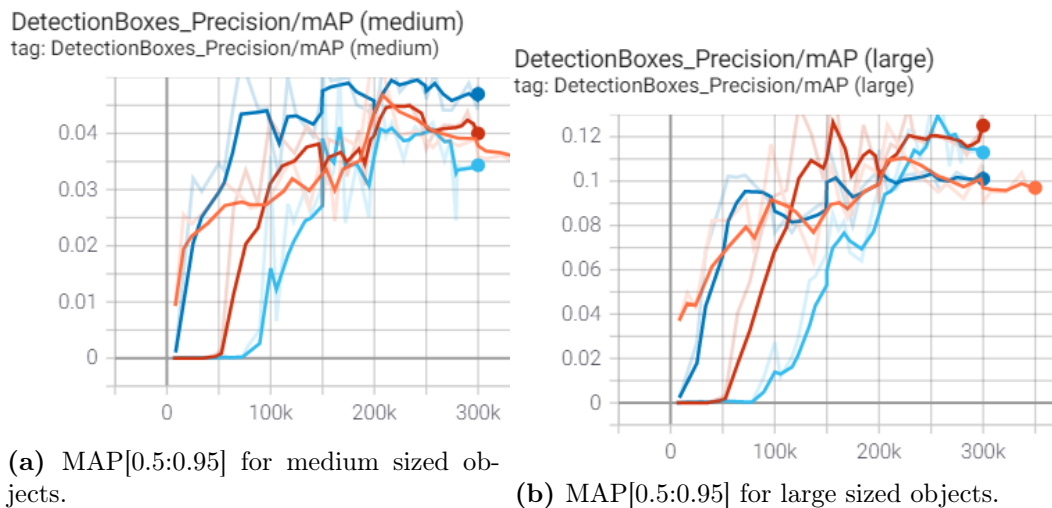 DetectionBoxes_Precision/mAP (medium)
tag: DetectionBoxes_Precision/mAP (medium)
0.04
0.03
0.02
0.01
0
0
100k
200k
300k
(a) MAP[0.5:0.95] for medium sized ob-
jects.
DetectionBoxes_Precision/mAP (large)
tag: DetectionBoxes_Precision/mAP (large)
0.12
0.1
0.08
0.06
0.04
0.02
0
0
100k
200k
300k
(b) MAP[0.5:0.95] for large sized objects.